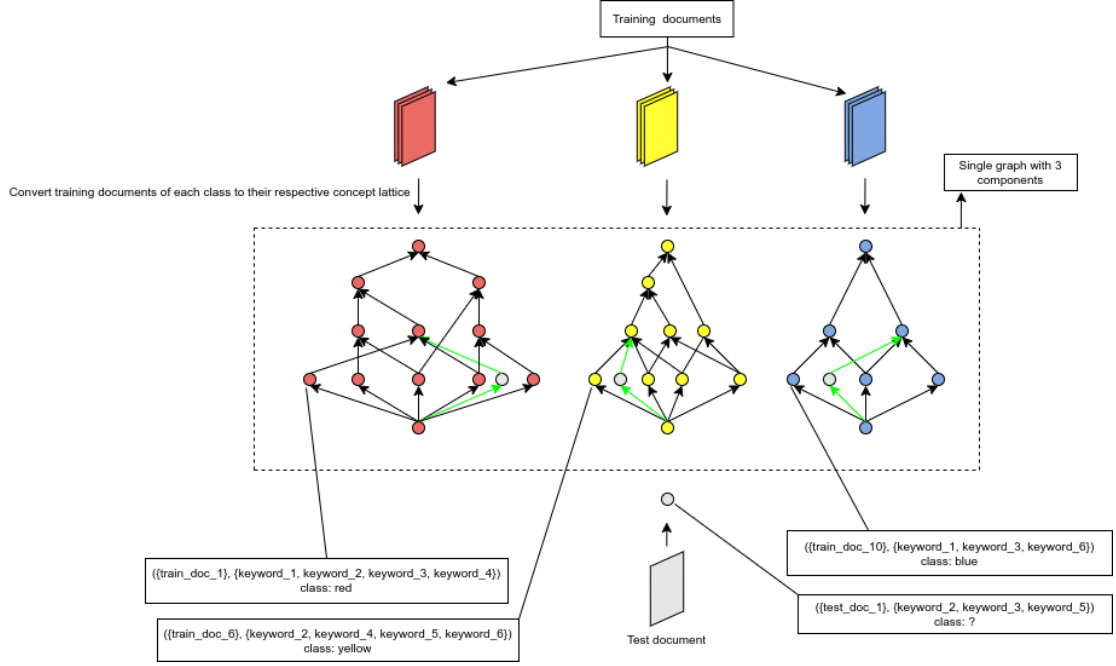 Training documents
Convert training documents of each class to their respective concept lattice
Single graph with 3
components
({train_doc_1}, {keyword_1, keyword_2, keyword_3, keyword_4})
class: red
({train_doc_6}, {keyword_2, keyword_4, keyword_5, keyword_6})
class: yellow
Test document
({train_doc_10}, {keyword_1, keyword_3, keyword_6})
class: blue
({test_doc_1}, {keyword_2, keyword_3, keyword_5})
class: ?